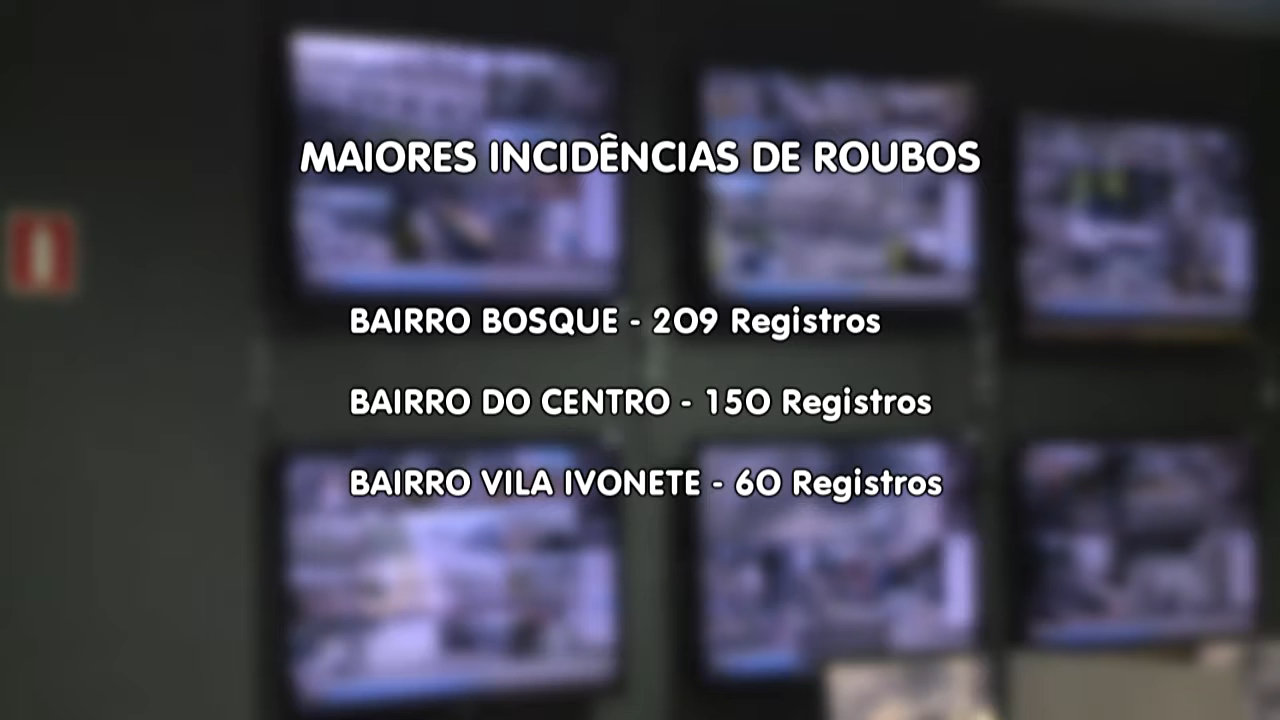 MAIORES INCIDÊNCIAS DE ROUBOS
BAIRRO BOSQUE - 209 Registros
BAIRRO DO CENTRO - 150 Registros
BAIRRO VILA IVONETE - 60 Registros